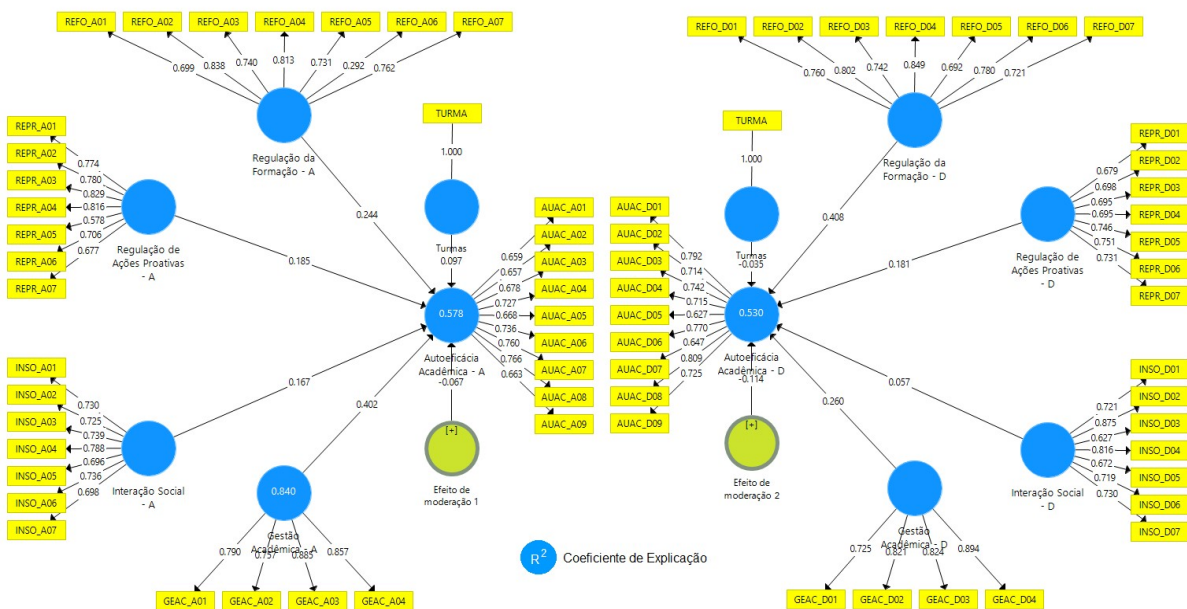 REFO_A01
REFO_A02
REFO_A03
REFO_A04
REFO_A05
REFO_A06
REFO_A07
0.699
0.838
0.740
0.813
0.731
0.292
0.762
Regulação da
Formação - A
0.244
REPR_A01
REPR_A02
REPR_A03
REPR_A04
REPR_A05
REPR_A06
REPR_A07
0.774
0.780
0.829
0.816
0.578
0.706
0.677
Regulação de
Ações Proativas
- A
0.185
INSO_A01
INSO_A02
INSO_A03
INSO_A04
INSO_A05
INSO_A06
INSO_A07
0.730
0.725
0.739
0.788
0.696
0.736
0.698
Interação Social
- A
0.167
0.840
Gestão
Acadêmica - A
0.402
0.790
0.757
0.885
0.857
GEAC_A01
GEAC_A02
GEAC_A03
GEAC_A04
TURMA
1.000
Turmas
0.097
0.578
Autoeficácia
Acadêmica - A
-0.067
[+]
Efeito de
moderação 1
0.659
0.657
0.678
0.727
0.668
0.736
0.760
0.766
0.663
AUAC_A01
AUAC_A02
AUAC_A03
AUAC_A04
AUAC_A05
AUAC_A06
AUAC_A07
AUAC_A08
AUAC_A09
AUAC_D01
AUAC_D02
AUAC_D03
AUAC_D04
AUAC_D05
AUAC_D06
AUAC_D07
AUAC_D08
AUAC_D09
0.792
0.714
0.742
0.715
0.627
0.770
0.647
0.809
0.725
TURMA
1.000
Turmas
-0.035
0.530
Autoeficácia
Acadêmica - D
-0.114
[+]
Efeito de
moderação 2
REFO_D01
REFO_D02
REFO_D03
REFO_D04
REFO_D05
REFO_D06
REFO_D07
0.760
0.802
0.742
0.849
0.692
0.780
0.721
Regulação da
Formação - D
0.408
REPR_D01
REPR_D02
REPR_D03
REPR_D04
REPR_D05
REPR_D06
REPR_D07
0.679
0.698
0.695
0.695
0.746
0.751
0.731
Regulação de
Ações Proativas -
D
0.181
INSO_D01
INSO_D02
INSO_D03
INSO_D04
INSO_D05
INSO_D06
INSO_D07
0.721
0.875
0.627
0.816
0.672
0.719
0.730
Interação Social -
D
0.057
Gestão
Acadêmica - D
0.260
0.725
0.821
0.824
0.894
GEAC_D01
GEAC_D02
GEAC_D03
GEAC_D04
R² Coeficiente de Explicação